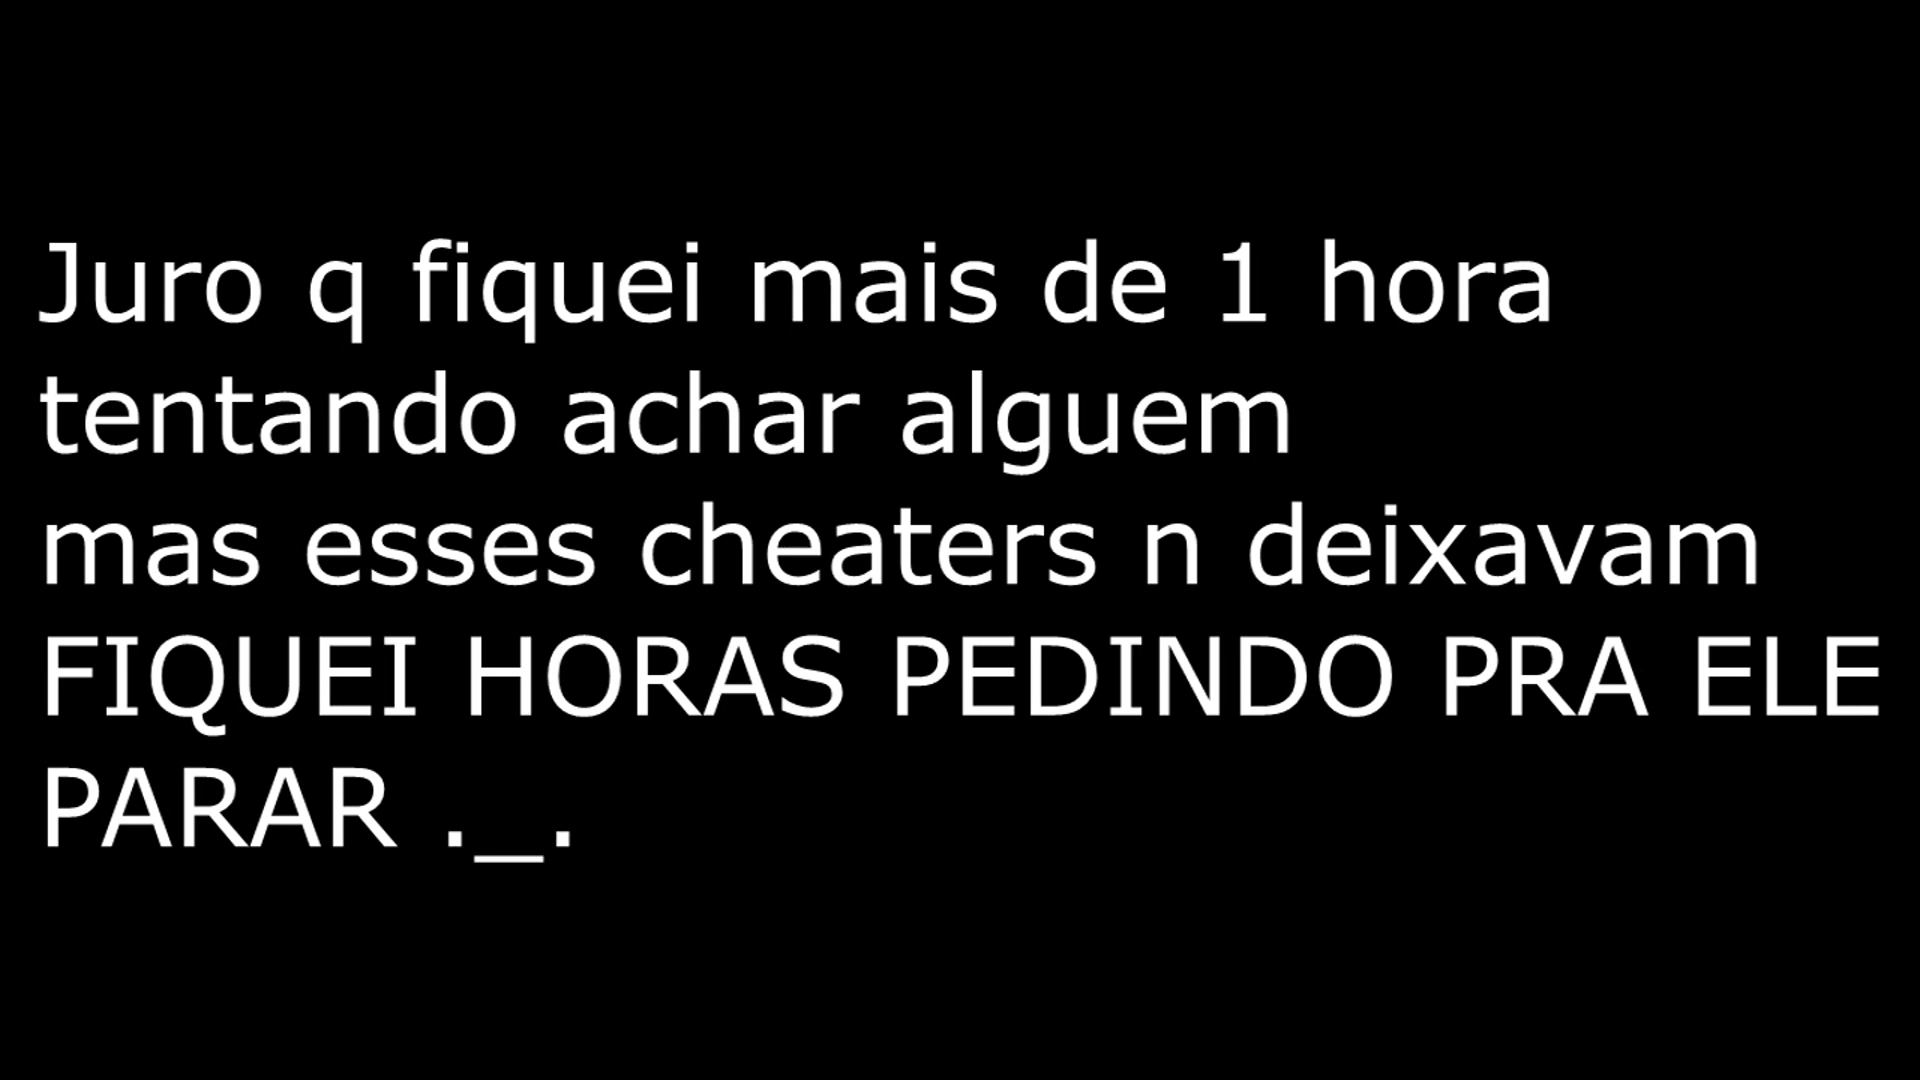 Juro q fiquei mais de 1 hora
tentando achar alguem
mas esses cheaters n deixavam
FIQUEI HORAS PEDINDO PRA ELE
PARAR ._.